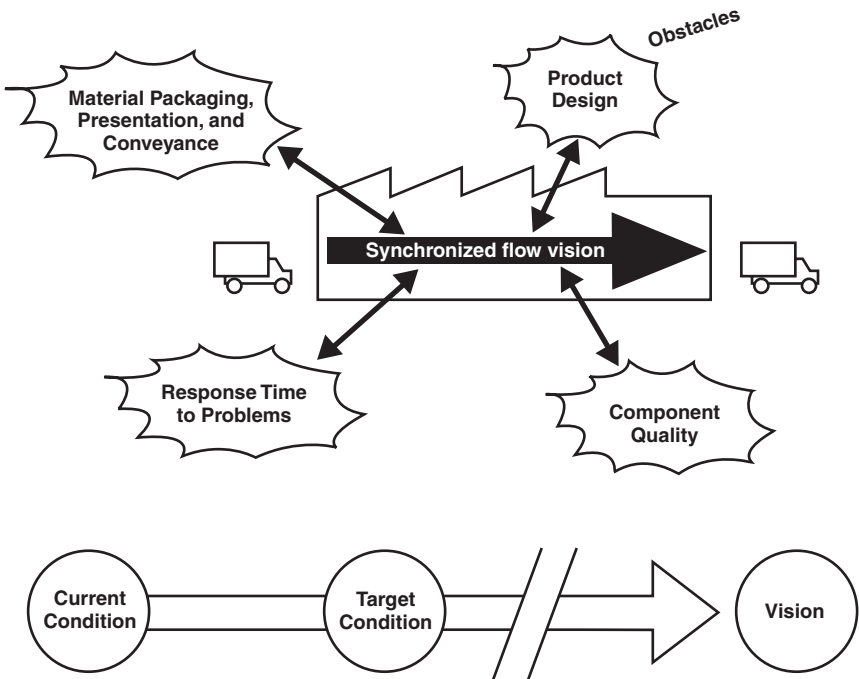 Obstacles
Material Packaging,
Presentation, and
Conveyance
Product
Design
Synchronized flow vision
Response Time
to Problems
Component
Quality
Current
Condition
Target
Condition
Vision